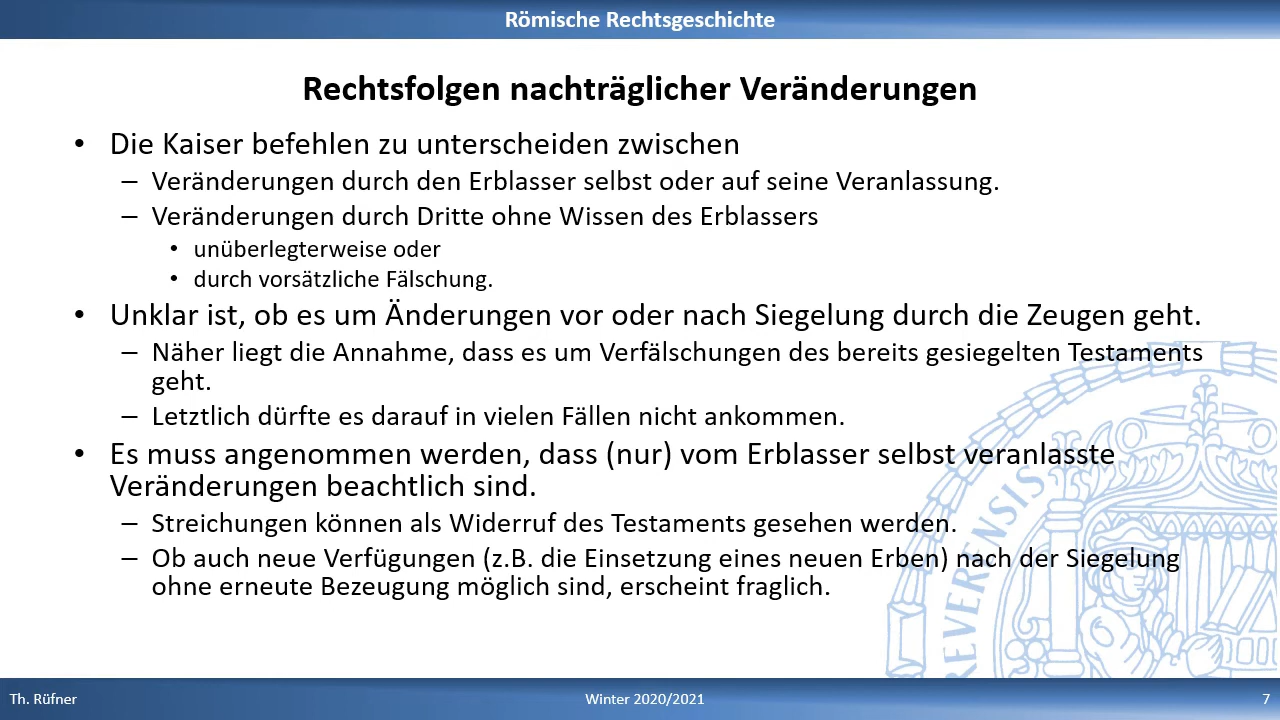 Römische Rechtsgeschichte
Rechtsfolgen nachträglicher Veränderungen
• Die Kaiser befehlen zu unterscheiden zwischen
– Veränderungen durch den Erblasser selbst oder auf seine Veranlassung.
– Veränderungen durch Dritte ohne Wissen des Erblassers
• unüberlegterweise oder
• durch vorsätzliche Fälschung.
• Unklar ist, ob es um Änderungen vor oder nach Siegelung durch die Zeugen geht.
– Näher liegt die Annahme, dass es um Verfälschungen des bereits gesiegelten Testaments
geht.
– Letztlich dürfte es darauf in vielen Fällen nicht ankommen.
• Es muss angenommen werden, dass (nur) vom Erblasser selbst veranlasste
Veränderungen beachtlich sind.
– Streichungen können als Widerruf des Testaments gesehen werden.
– Ob auch neue Verfügungen (z.B. die Einsetzung eines neuen Erben) nach der Siegelung
ohne erneute Bezeugung möglich sind, erscheint fraglich.
REVERENSIS
Th. Rüfner
Winter 2020/2021
7